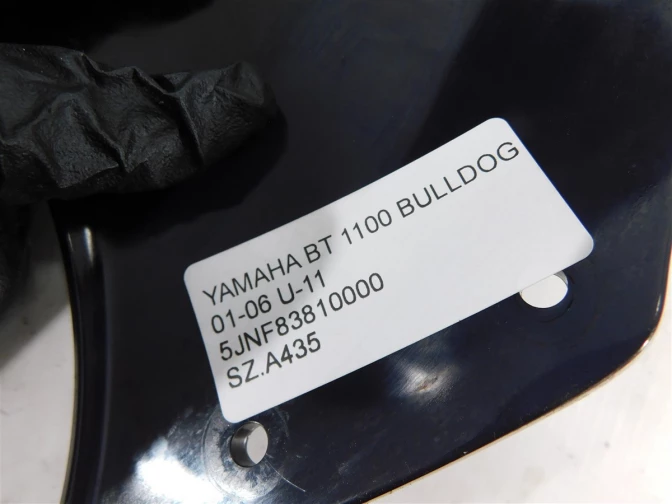 YAMAHA BT 1100 BULLDOG
01-06 U-11
5JNF83810000
SZ.A435